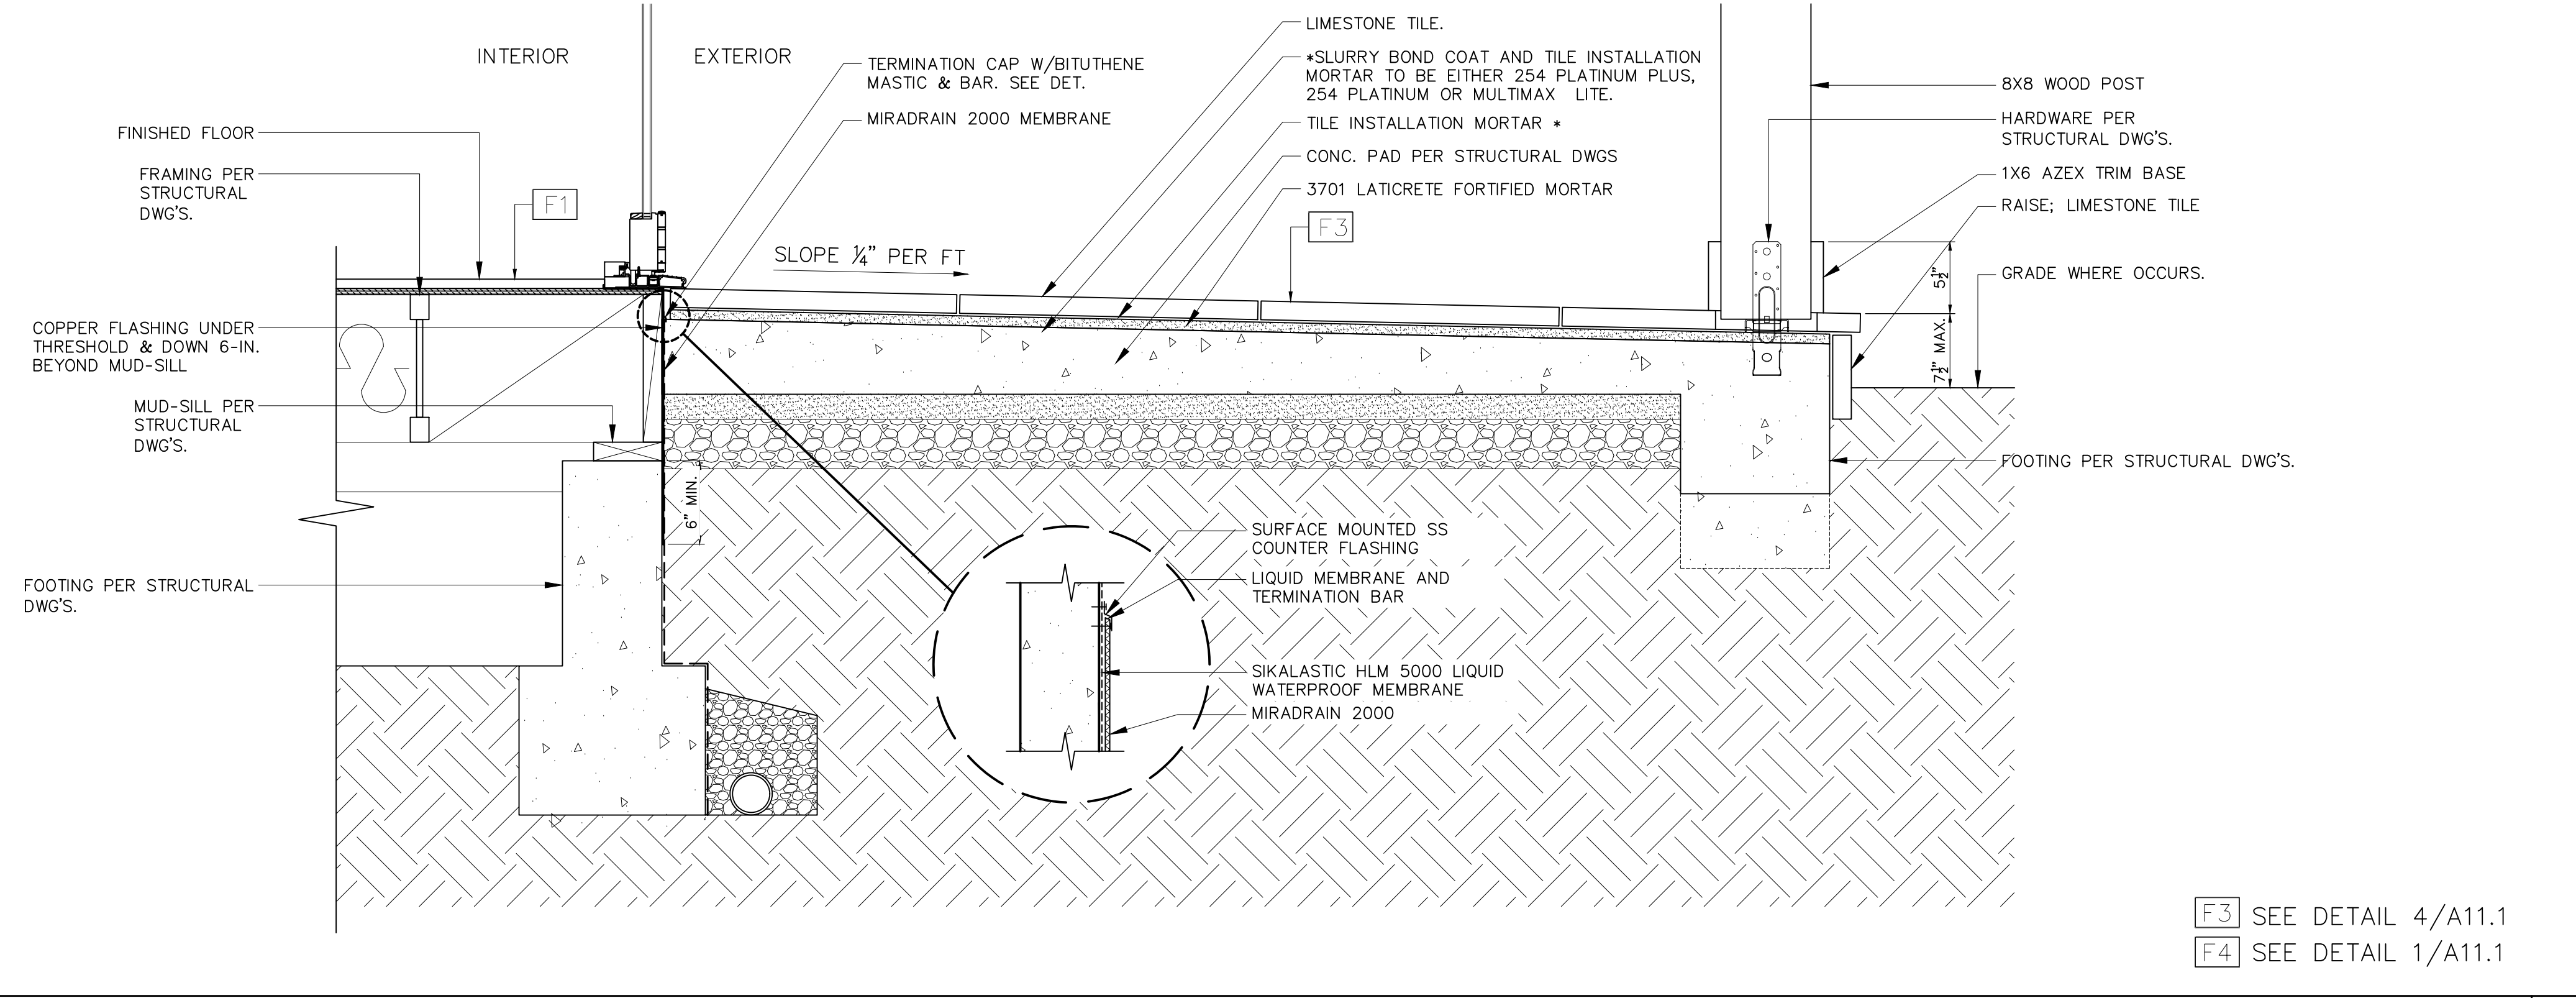 INTERIOR
EXTERIOR
FINISHED FLOOR
FRAMING PER
STRUCTURAL
DWG'S.
F1
COPPER FLASHING UNDER
THRESHOLD & DOWN 6-IN.
BEYOND MUD-SILL
MUD-SILL PER
STRUCTURAL
DWG'S.
FOOTING PER STRUCTURAL
DWG'S.
6" MIN.
TERMINATION CAP W/BITUTHENE
MASTIC & BAR. SEE DET.
MIRADRAIN 2000 MEMBRANE
SLOPE ¼" PER FT
LIMESTONE TILE.
*SLURRY BOND COAT AND TILE INSTALLATION
MORTAR TO BE EITHER 254 PLATINUM PLUS,
254 PLATINUM OR MULTIMAX LITE.
TILE INSTALLATION MORTAR *
CONC. PAD PER STRUCTURAL DWGS
3701 LATICRETE FORTIFIED MORTAR
F3
8X8 WOOD POST
HARDWARE PER
STRUCTURAL DWG'S.
1X6 AZEX TRIM BASE
RAISE; LIMESTONE TILE
GRADE WHERE OCCURS.
5½"
7½" MAX.
FOOTING PER STRUCTURAL DWG'S.
SURFACE MOUNTED SS
COUNTER FLASHING
LIQUID MEMBRANE AND
TERMINATION BAR
SIKALASTIC HLM 5000 LIQUID
WATERPROOF MEMBRANE
MIRADRAIN 2000
F3 SEE DETAIL 4/A11.1
F4 SEE DETAIL 1/A11.1